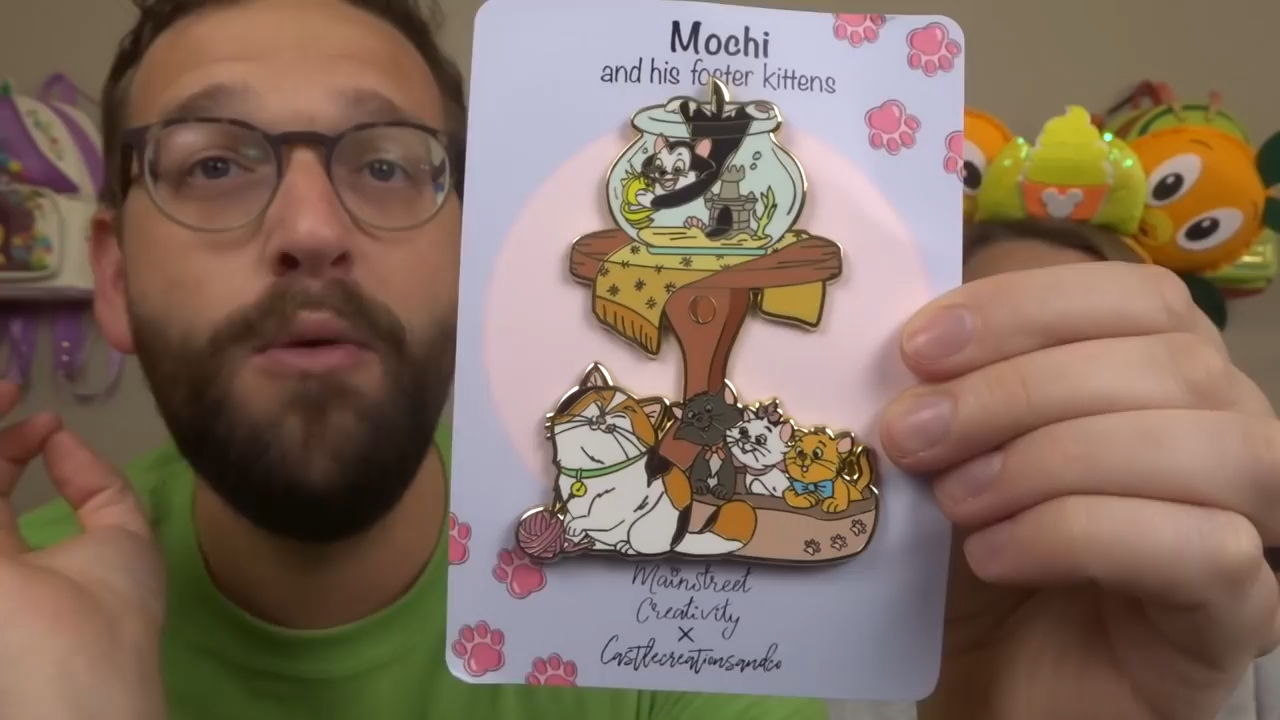 Mochi
and his foster kittens
Mainstreet
Creativity
X
Castlecreationsandco